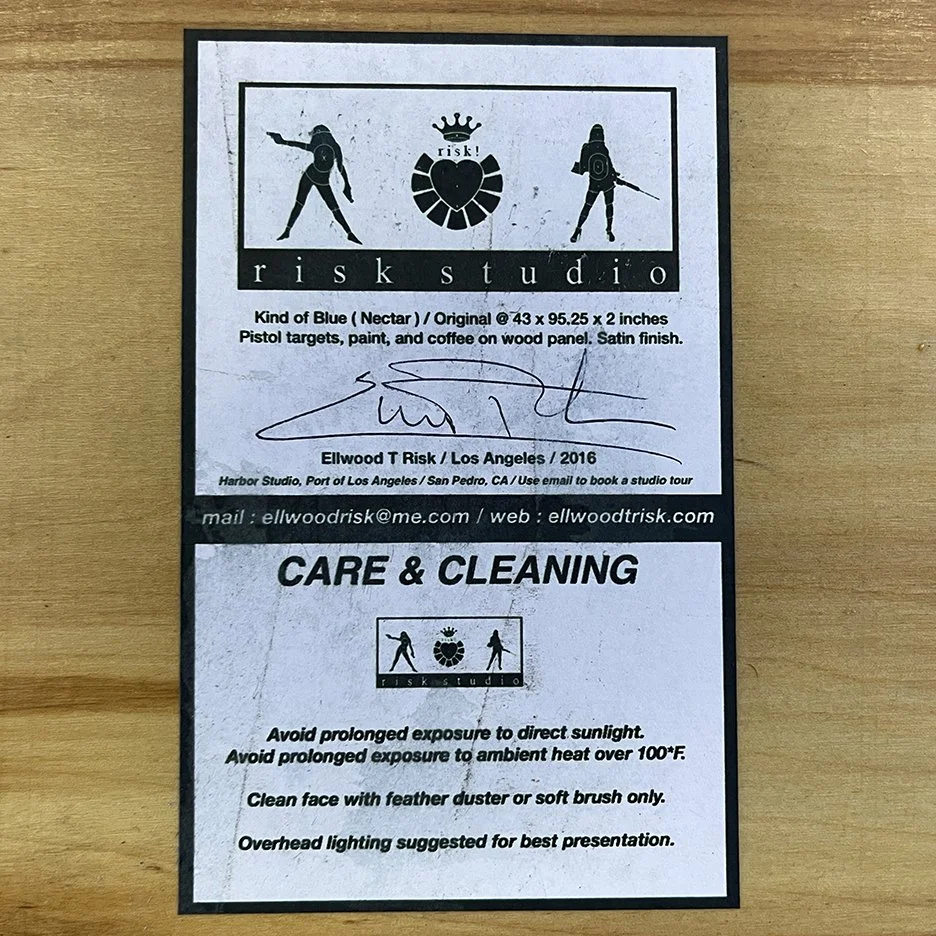 risk!
risk studio
Kind of Blue ( Nectar ) / Original @ 43 x 95.25 x 2 inches
Pistol targets, paint, and coffee on wood panel. Satin finish.
Ellwood T Risk / Los Angeles / 2016
Harbor Studio, Port of Los Angeles / San Pedro, CA / Use email to book a studio tour
mail : ellwoodrisk@me.com / web : ellwoodtrisk.com
CARE & CLEANING
risk!
risk studio
Avoid prolonged exposure to direct sunlight.
Avoid prolonged exposure to ambient heat over 100*F.
Clean face with feather duster or soft brush only.
Overhead lighting suggested for best presentation.